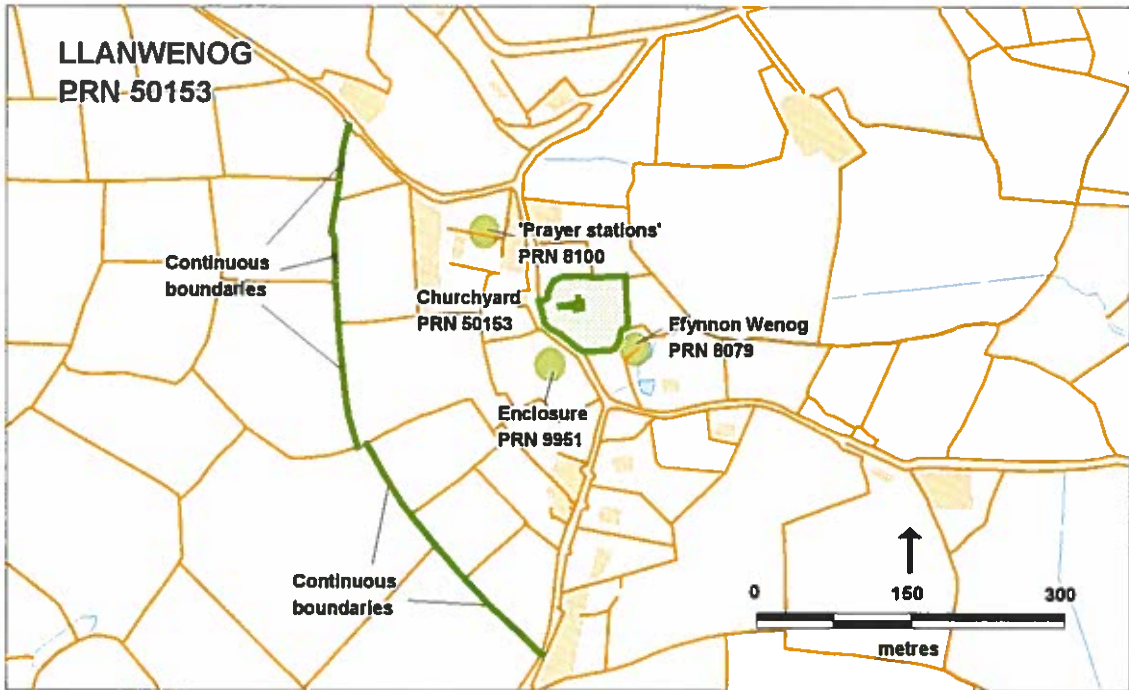 LLANWENOG
PRN 50153
'Prayer stations'
PRN 8100
Continuous
boundaries
Churchyard
PRN 50153
Ffynnon Wenog
PRN 8079
Enclosure
PRN 9951
Continuous
boundaries
0 150 300
metres